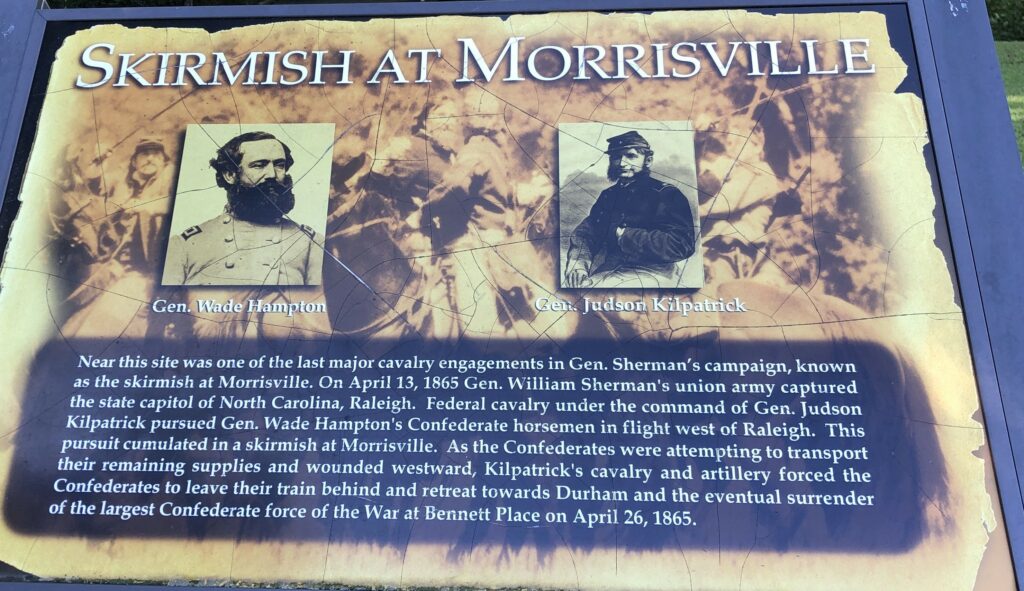 SKIRMISH AT MORRISVILLE
Gen. Wade Hampton
Gen. Judson Kilpatrick
Near this site was one of the last major cavalry engagements in Gen. Sherman's campaign, known
as the skirmish at Morrisville. On April 13, 1865 Gen. William Sherman's union army captured
the state capitol of North Carolina, Raleigh. Federal cavalry under the command of Gen. Judson
Kilpatrick pursued Gen. Wade Hampton's Confederate horsemen in flight west of Raleigh. This
pursuit cumulated in a skirmish at Morrisville. As the Confederates were attempting to transport
their remaining supplies and wounded westward, Kilpatrick's cavalry and artillery forced the
Confederates to leave their train behind and retreat towards Durham and the eventual surrender
of the largest Confederate force of the War at Bennett Place on April 26, 1865.